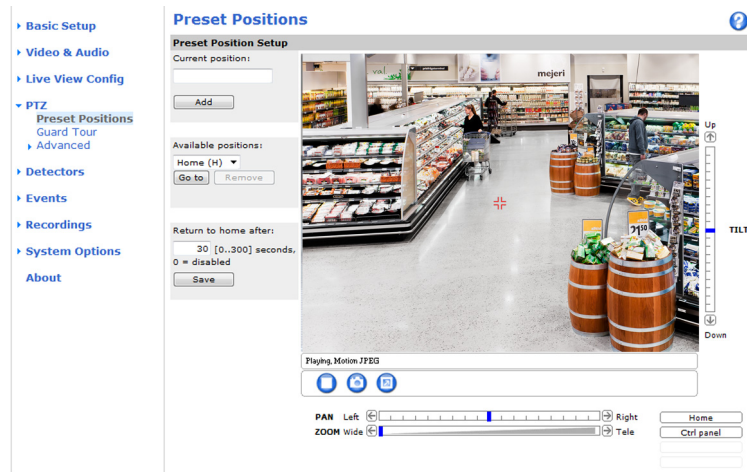 Basic Setup
Video & Audio
Live View Config
PTZ
Preset Positions
Guard Tour
Advanced
Detectors
Events
Recordings
System Options
About
Preset Positions
?
Preset Position Setup
Current position:
Add
Available positions:
Home (H)
Go to Remove
Return to home after:
30 [0..300] seconds,
0 = disabled
Save
mejeri
21 50
Up
TILT
Down
Playing, Motion JPEG
PAN Left Right
ZOOM Wide Tele
Home
Ctrl panel